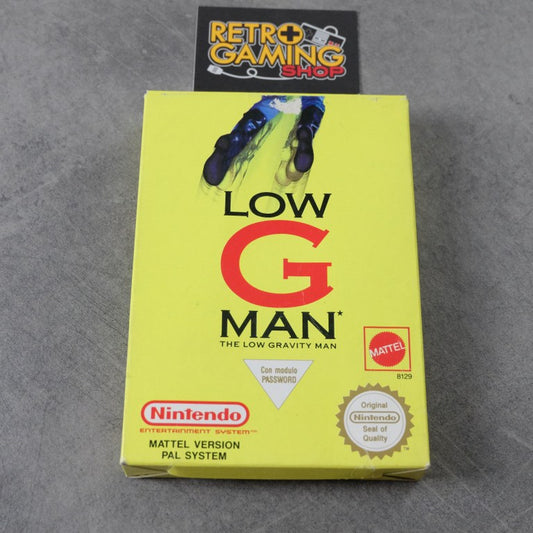 RETRO
GAMING
SHOP
LOW
G
MAN*
THE LOW GRAVITY MAN
Con modulo
PASSWORD
MATTEL
8129
Nintendo
ENTERTAINMENT SYSTEM™
MATTEL VERSION
PAL SYSTEM
Original
Nintendo
Seal of
Quality
TM